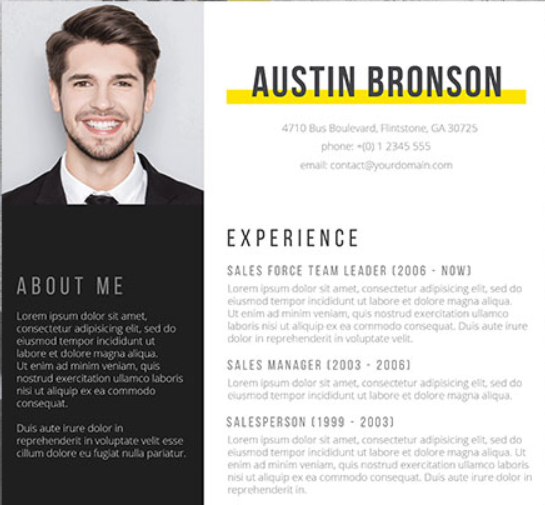 AUSTIN BRONSON
4710 Bus Boulevard, Flintstone, GA 30725
phone: +(0) 1 2345 555
email: contact@yourdomain.com
ABOUT ME
Lorem ipsum dolor sit amet,
consectetur adipisicing elit, sed do
eiusmod tempor incididunt ut
labore et dolore magna aliqua.
Ut enim ad minim veniam, quis
nostrud exercitation ullamco laboris
nisi ut aliquip ex ea commodo
consequat.
Duis aute irure dolor in
reprehenderit in voluptate velit esse
cillum dolore eu fugiat nulla pariatur.
EXPERIENCE
SALES FORCE TEAM LEADER (2006 - NOW)
Lorem ipsum dolor sit amet, consectetur adipisicing elit, sed do
eiusmod tempor incididunt ut labore et dolore magna aliqua.
Ut enim ad minim veniam, quis nostrud exercitation ullamco
laboris nisi ut aliquip ex ea commodo consequat. Duis aute irure
dolor in reprehenderit in voluptate velit.
SALES MANAGER (2003 - 2006)
Lorem ipsum dolor sit amet, consectetur adipisicing elit, sed do
eiusmod tempor incididunt ut labore et dolore magna aliqua.
SALESPERSON (1999 - 2003)
Lorem ipsum dolor sit amet, consectetur adipisicing elit, sed do
eiusmod tempor incididunt ut labore et dolore magna aliqua. Ut
enim ad minim veniam, quis nostrud exercitation ullamco laboris
nisi ut aliquip ex ea commodo consequat. Duis aute irure dolor in
reprehenderit in.